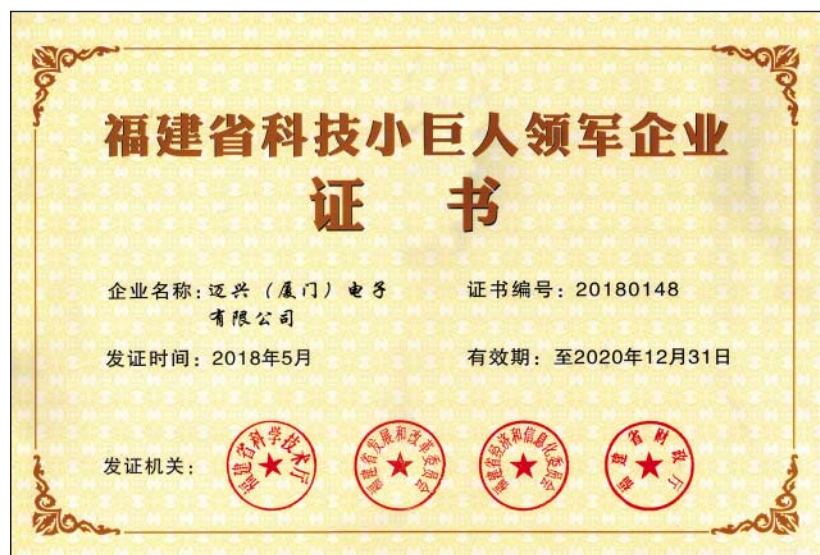 福建省科技小巨人领军企业
证 书
企业名称：迈兴（厦门）电子
有限公司
证书编号：20180148
发证时间：2018年5月
有效期：至2020年12月31日
发证机关：
福建省科学技术厅
福建省发展和改革委员会
福建省经济和信息化委员会
福建省财政厅